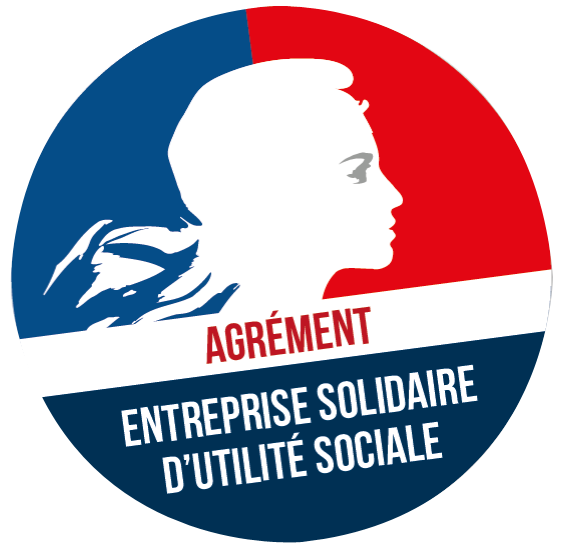 AGRÉMENT
ENTREPRISE SOLIDAIRE
D'UTILITÉ SOCIALE